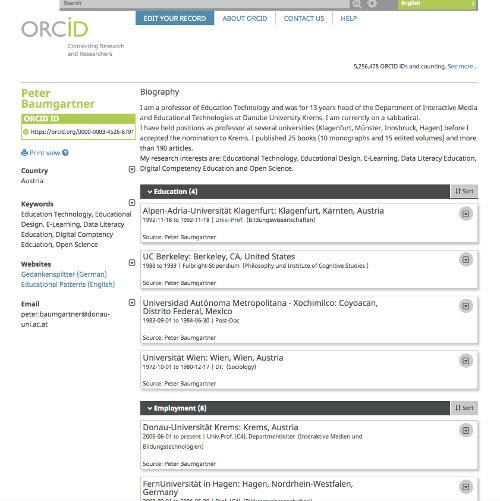 Search
English
ORCID
Connecting Research
and Researchers
EDIT YOUR RECORD
ABOUT ORCID
CONTACT US
HELP
5,256,478 ORCID iDs and counting. See more...
Peter
Baumgartner
ORCID ID
https://orcid.org/0000-0003-4526-8791
Print view
Country
Austria
Keywords
Education Technologiy, Educational
Design, E-Learning, Data Literacy
Education, Digital Comptency
Edcuation, Open Science
Websites
Gedankensplitter (German)
Educational Patterns (English)
Email
peter.baumgartner@donau-
uni.ac.at
Biography
I am a professor of Education Technology and was for 13 years head of the Department of Interactive Media
and Educational Technologies at Danube University Krems. I am currently on a sabbatical.
I have held positions as professor at several universities (Klagenfurt, Münster, Innsbruck, Hagen) before I
accepted the nomination to Krems. I published 25 books (10 monographs and 15 edited volumes) and more
than 190 articles.
My research interests are: Educational Technology, Educational Design, E-Learning, Data Literacy Education,
Digital Competency Education and Open Science.
Education (4)
Sort
Alpen-Adria-Universität Klagenfurt: Klagenfurt, Kärnten, Austria
1992-11-18 to 1992-11-18 | Univ.-Prof. (Bildungswissenschaften)
Source: Peter Baumgartner
UC Berkeley: Berkeley, CA, United States
1988 to 1989 | Fulbright-Stipendium (Philosophy und Institute of Cognitive Studies )
Source: Peter Baumgartner
Universidad Autónoma Metropolitana - Xochimilco: Coyoacan,
Distrito Federal, Mexico
1983-09-01 to 1984-06-30 | Post-Doc
Source: Peter Baumgartner
Universität Wien: Wien, Wien, Austria
1972-10-01 to 1980-12-17 | Dr. (Sociology)
Source: Peter Baumgartner
Employment (8)
Sort
Donau-Universität Krems: Krems, Austria
2006-06-01 to present | Univ.Prof. (C4), Departmentleiter (Interaktive Medien und
Bildungstechnologien)
Source: Peter Baumgartner
FernUniversität in Hagen: Hagen, Nordrhein-Westfalen,
Germany